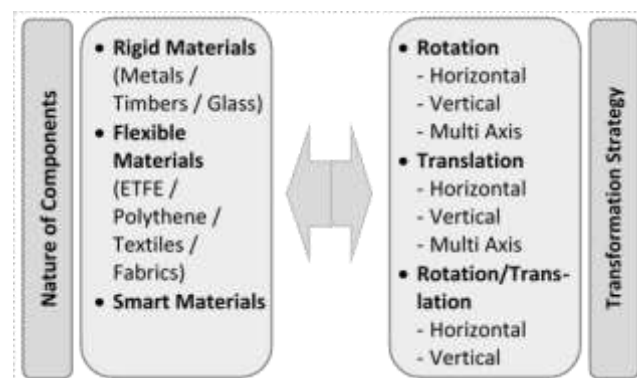 Nature of Components
• Rigid Materials
(Metals /
Timbers / Glass)
• Flexible
Materials
(ETFE /
Polythene /
Textiles /
Fabrics)
• Smart Materials
• Rotation
- Horizontal
- Vertical
- Multi Axis
• Translation
- Horizontal
- Vertical
- Multi Axis
• Rotation/Trans-
lation
- Horizontal
- Vertical
Transformation Strategy